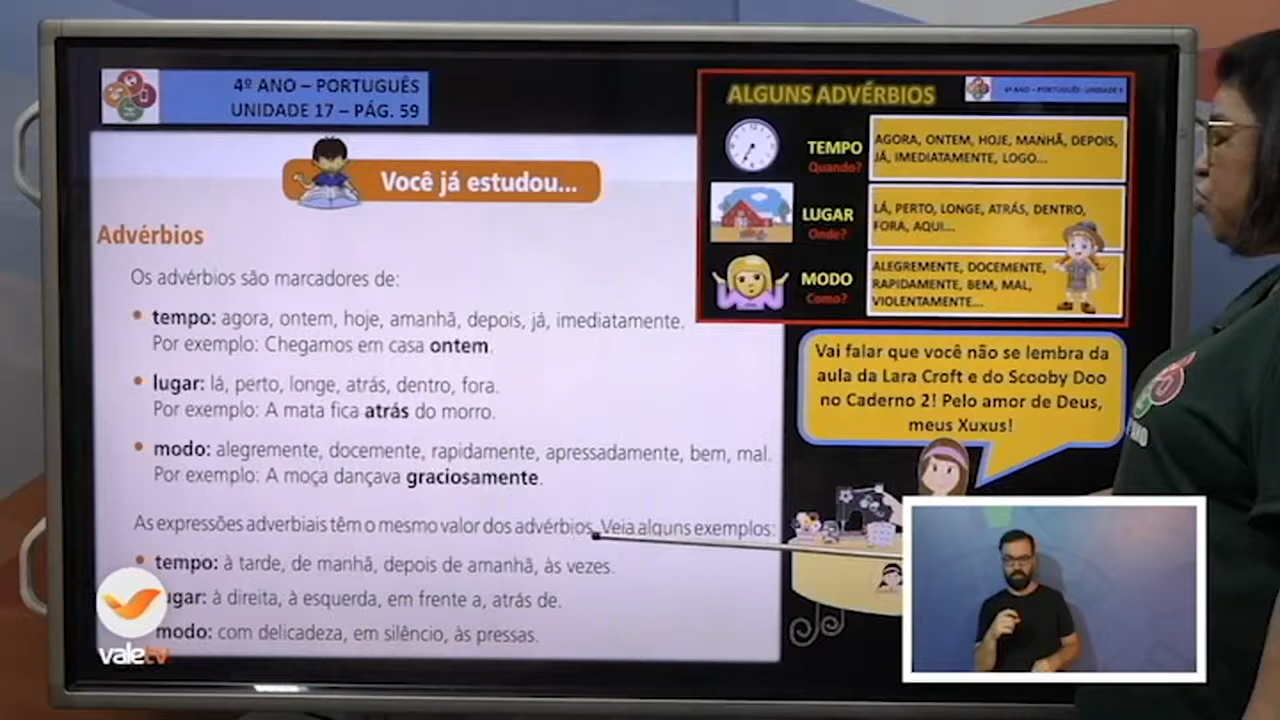 4º ANO – PORTUGUÊS
UNIDADE 17 – PÁG. 59
Você já estudou...
Advérbios
Os advérbios são marcadores de:
• tempo: agora, ontem, hoje, amanhã, depois, já, imediatamente.
Por exemplo: Chegamos em casa ontem.
• lugar: lá, perto, longe, atrás, dentro, fora.
Por exemplo: A mata fica atrás do morro.
• modo: alegremente, docemente, rapidamente, apressadamente, bem, mal.
Por exemplo: A moça dançava graciosamente.
As expressões adverbiais têm o mesmo valor dos advérbios. Veja alguns exemplos:
• tempo: à tarde, de manhã, depois de amanhã, às vezes.
ugar: à direita, à esquerda, em frente a, atrás de.
modo: com delicadeza, em silêncio, às pressas.
ALGUNS ADVÉRBIOS
TEMPO
Quando?
AGORA, ONTEM, HOJE, MANHÃ, DEPOIS,
JÁ, IMEDIATAMENTE, LOGO...
LUGAR
Onde?
LÁ, PERTO, LONGE, ATRÁS, DENTRO,
FORA, AQUI...
MODO
Como?
ALEGREMENTE, DOCEMENTE,
RAPIDAMENTE, BEM, MAL,
VIOLENTAMENTE...
Vai falar que você não se lembra da
aula da Lara Croft e do Scooby Doo
no Caderno 2! Pelo amor de Deus,
meus Xuxus!
valetv